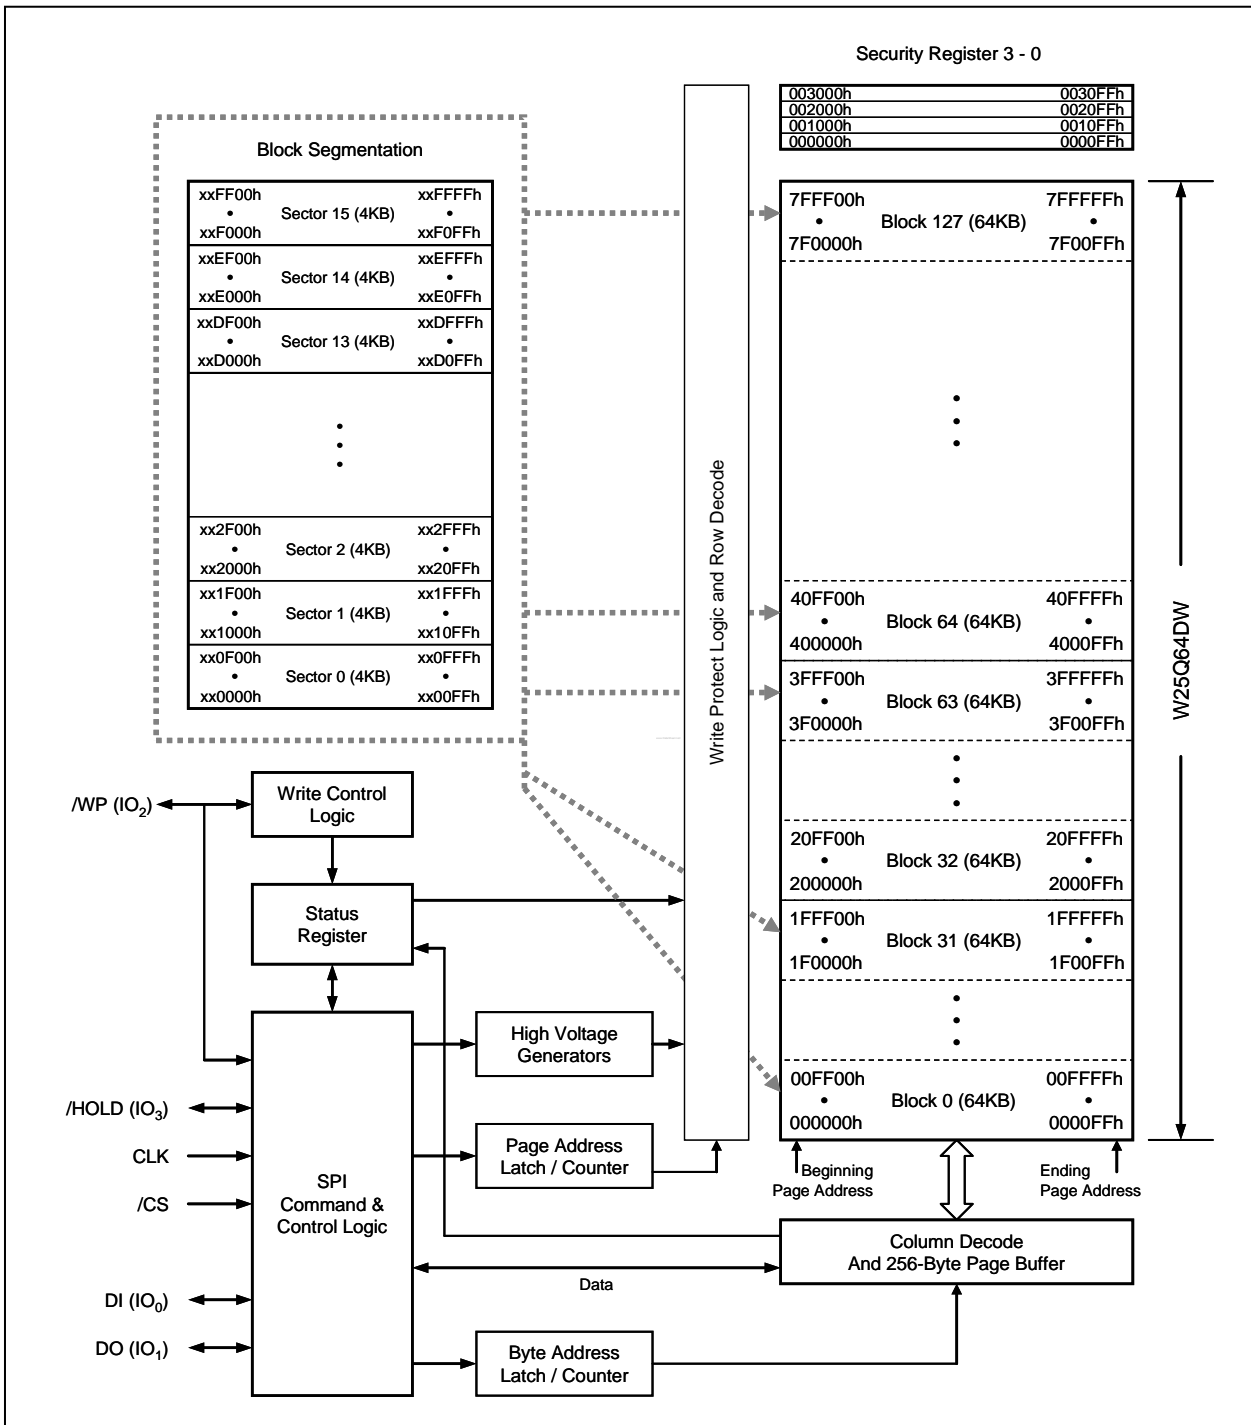 Security Register 3 - 0
003000h 0030FFh
002000h 0020FFh
001000h 0010FFh
000000h 0000FFh
Block Segmentation
xxFF00h xxFFFFh
• Sector 15 (4KB) •
xxF000h xxF0FFh
xxEF00h xxEFFFh
• Sector 14 (4KB) •
xxE000h xxE0FFh
xxDF00h xxDFFFh
• Sector 13 (4KB) •
xxD000h xxD0FFh
xx2F00h xx2FFFh
• Sector 2 (4KB) •
xx2000h xx20FFh
xx1F00h xx1FFFh
• Sector 1 (4KB) •
xx1000h xx10FFh
xx0F00h xx0FFFh
• Sector 0 (4KB) •
xx0000h xx00FFh
Write Protect Logic and Row Decode
7FFF00h 7FFFFFh
• Block 127 (64KB) •
7F0000h 7F00FFh
40FF00h 40FFFFh
• Block 64 (64KB) •
400000h 4000FFh
3FFF00h 3FFFFFh
• Block 63 (64KB) •
3F0000h 3F00FFh
20FF00h 20FFFFh
• Block 32 (64KB) •
200000h 2000FFh
1FFF00h 1FFFFFh
• Block 31 (64KB) •
1F0000h 1F00FFh
00FF00h 00FFFFh
• Block 0 (64KB) •
000000h 0000FFh
W25Q64DW
Beginning
Page Address
Ending
Page Address
/WP (IO2)
Write Control
Logic
Status
Register
High Voltage
Generators
/HOLD (IO3)
CLK
/CS
Page Address
Latch / Counter
SPI
Command &
Control Logic
Column Decode
And 256-Byte Page Buffer
Data
DI (IO0)
DO (IO1)
Byte Address
Latch / Counter